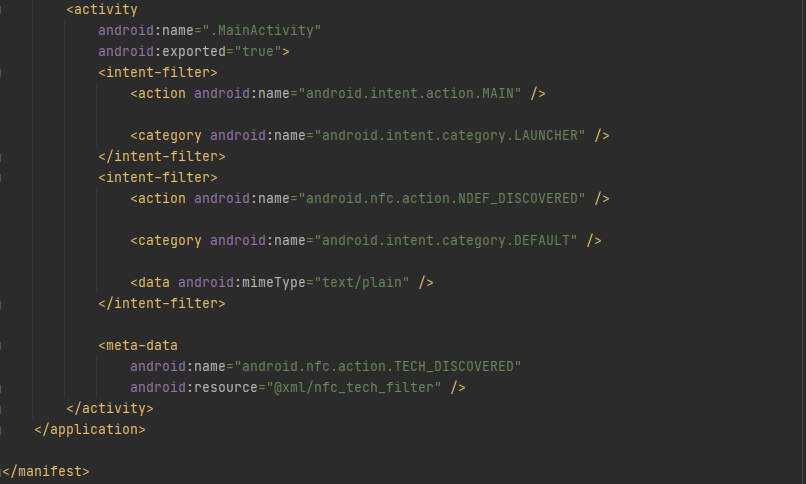 <activity
android:name=".MainActivity"
android:exported="true">
<intent-filter>
<action android:name="android.intent.action.MAIN" />
<category android:name="android.intent.category.LAUNCHER" />
</intent-filter>
<intent-filter>
<action android:name="android.nfc.action.NDEF_DISCOVERED" />
<category android:name="android.intent.category.DEFAULT" />
<data android:mimeType="text/plain" />
</intent-filter>
<meta-data
android:name="android.nfc.action.TECH_DISCOVERED"
android:resource="@xml/nfc_tech_filter" />
</activity>
</application>
</manifest>